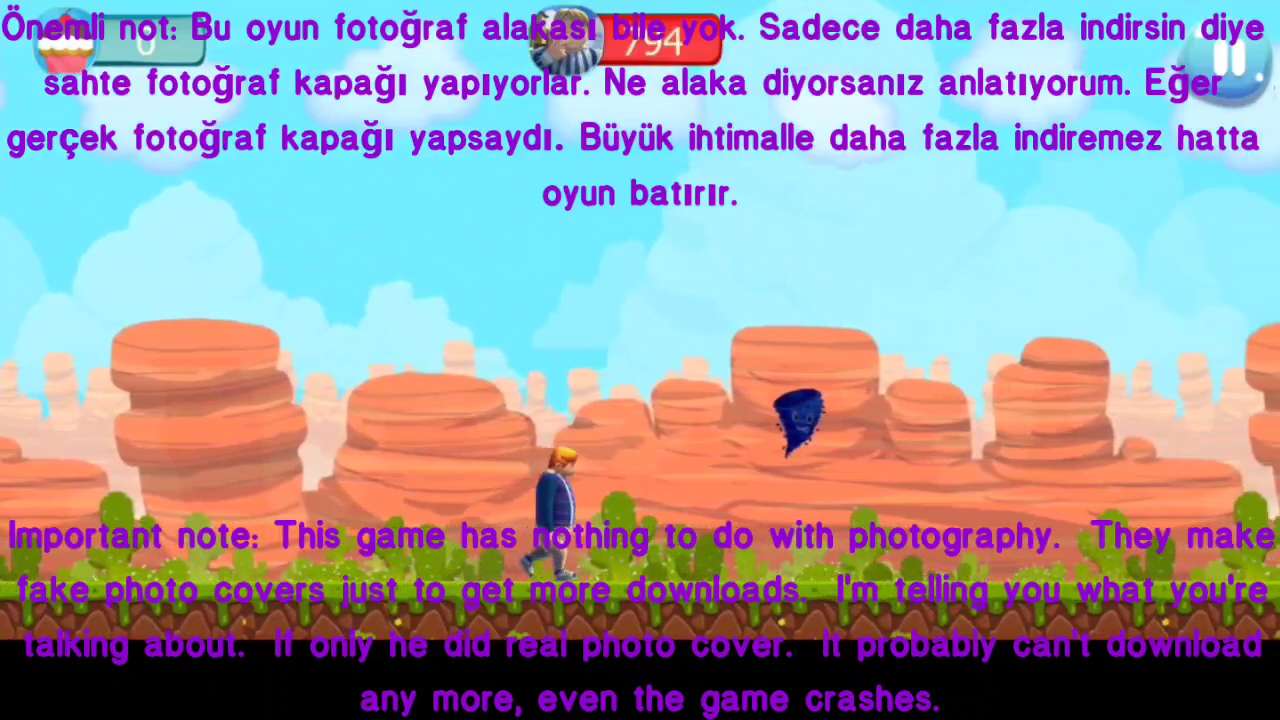 Önemli not: Bu oyun fotoğraf alakası bile yok. Sadece daha fazla indirsin diye
0
794
sahte fotoğraf kapağı yapıyorlar. Ne alaka diyorsanız anlatıyorum. Eğer
gerçek fotoğraf kapağı yapsaydı. Büyük ihtimalle daha fazla indiremez hatta
oyun batırır.
Important note: This game has nothing to do with photography. They make
fake photo covers just to get more downloads. I'm telling you what you're
talking about. If only he did real photo cover. It probably can't download
any more, even the game crashes.